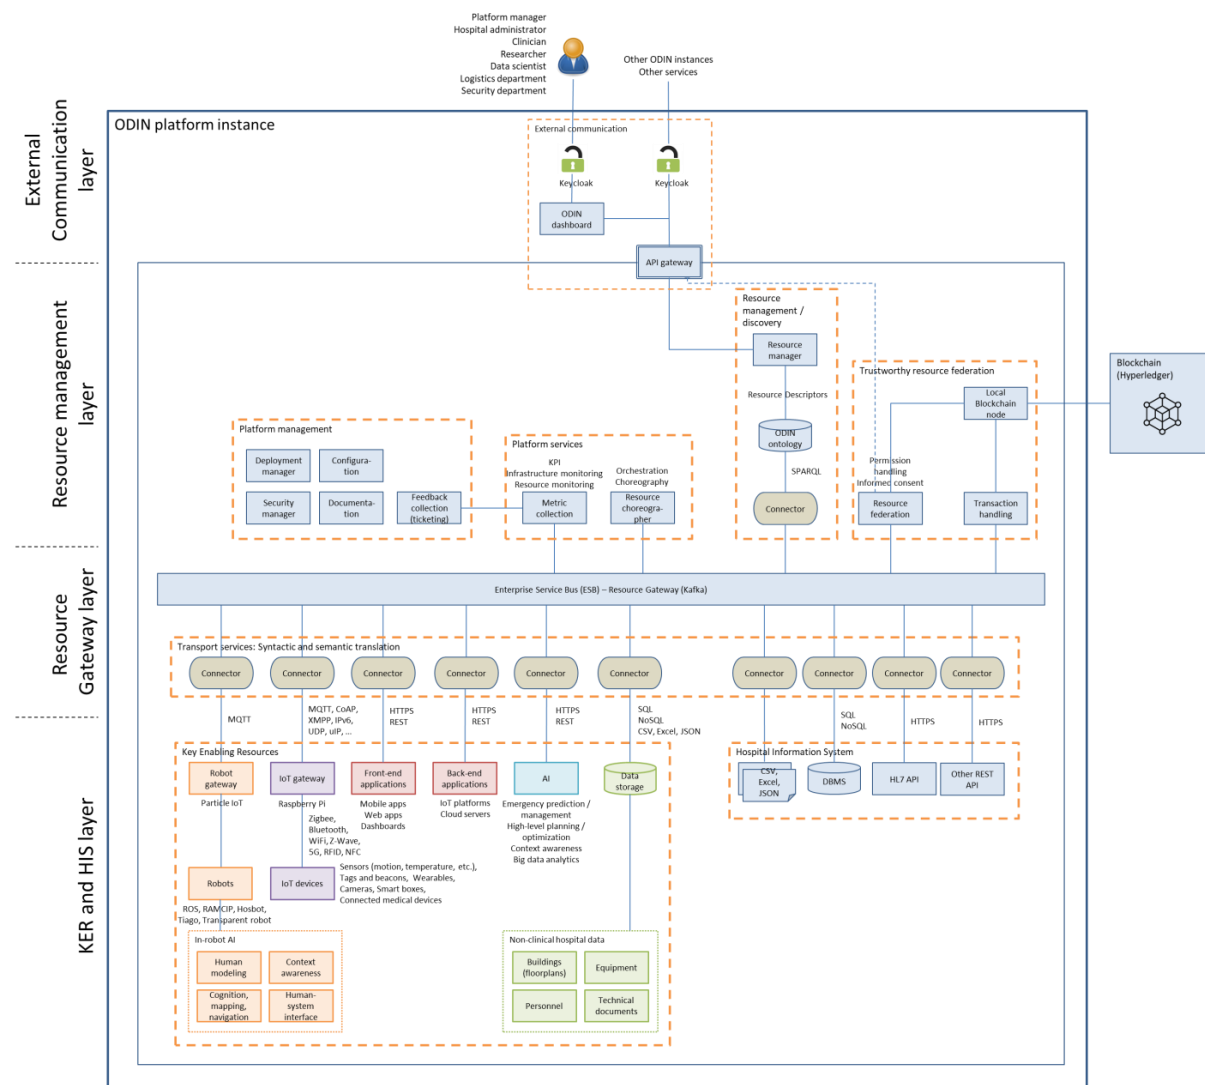 Platform manager
Hospital administrator
Clinician
Researcher
Data scientist
Logistics department
Security department
Other ODIN instances
Other services
External
Communication
layer
ODIN platform instance
External communication
Keycloak
Keycloak
ODIN
dashboard
API gateway
Resource management
layer
Resource
management /
discovery
Resource
manager
Resource Descriptors
ODIN
ontology
SPARQL
Connector
Trustworthy resource federation
Local
Blockchain
node
Permission
handling
Informed consent
Resource
federation
Transaction
handling
Blockchain
(Hyperledger)
Platform management
Deployment
manager
Configura-
tion
Security
manager
Documenta-
tion
Feedback
collection
(ticketing)
Platform services
KPI
Infrastructure monitoring
Resource monitoring
Orchestration
Choreography
Metric
collection
Resource
choreogra-
pher
Resource
Gateway layer
Enterprise Service Bus (ESB) – Resource Gateway (Kafka)
Transport services: Syntactic and semantic translation
Connector
Connector
Connector
Connector
Connector
Connector
Connector
Connector
Connector
Connector
MQTT
MQTT, CoAP,
XMPP, IPv6,
UDP, uIP, ...
HTTPS
REST
HTTPS
REST
HTTPS
REST
SQL
NoSQL
CSV, Excel, JSON
SQL
NoSQL
HTTPS
HTTPS
KER and HIS layer
Key Enabling Resources
Robot
gateway
Particle IoT
IoT gateway
Raspberry Pi
Zigbee,
Bluetooth,
WiFi, Z-Wave,
5G, RFID, NFC
Front-end
applications
Mobile apps
Web apps
Dashboards
Back-end
applications
IoT platforms
Cloud servers
AI
Emergency prediction /
management
High-level planning /
optimization
Context awareness
Big data analytics
Data
storage
Hospital Information System
CSV,
Excel,
JSON
DBMS
HL7 API
Other REST
API
Robots
ROS, RAMCIP, Hosbot,
Tiago, Transparent robot
IoT devices
Sensors (motion, temperature, etc.),
Tags and beacons, Wearables,
Cameras, Smart boxes,
Connected medical devices
In-robot AI
Human
modeling
Context
awareness
Cognition,
mapping,
navigation
Human-
system
interface
Non-clinical hospital data
Buildings
(floorplans)
Equipment
Personnel
Technical
documents